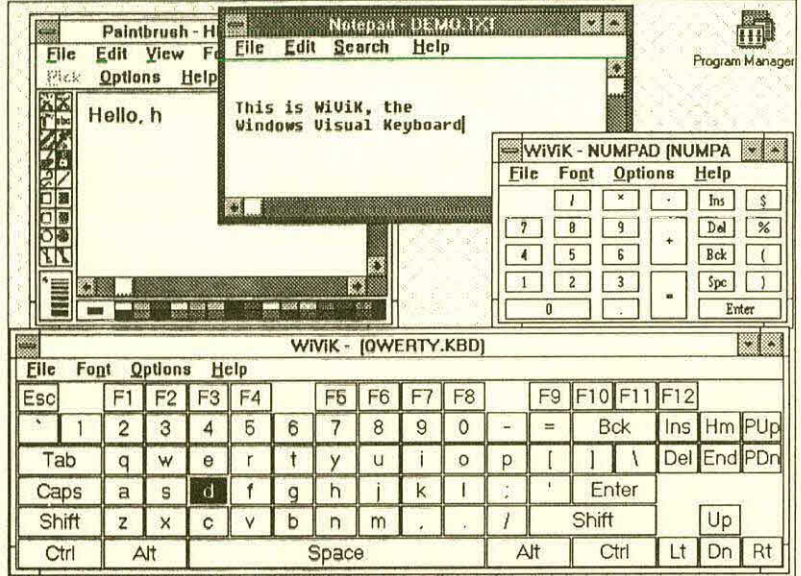 Paintbrush - H
File Edit View Fo
Pick Options Help
abc
Hello, h
Notepad - DEMO.TXT
File Edit Search Help
This is WiViK, the
Windows Visual Keyboard
Program Manager
WiViK - NUMPAD (NUMPA
File Font Options Help
/ × - Ins $
7 8 9 + Del %
4 5 6 Bck (
1 2 3 = Spc )
0 . Enter
WiViK - (QWERTY.KBD)
File Font Options Help
Esc F1 F2 F3 F4 F5 F6 F7 F8 F9 F10 F11 F12
` 1 2 3 4 5 6 7 8 9 0 - = Bck Ins Hm PUp
Tab q w e r t y u i o p [ ] \ Del End PDn
Caps a s d f g h j k l ; ' Enter
Shift z x c v b n m , . / Shift Up
Ctrl Alt Space Alt Ctrl Lt Dn Rt